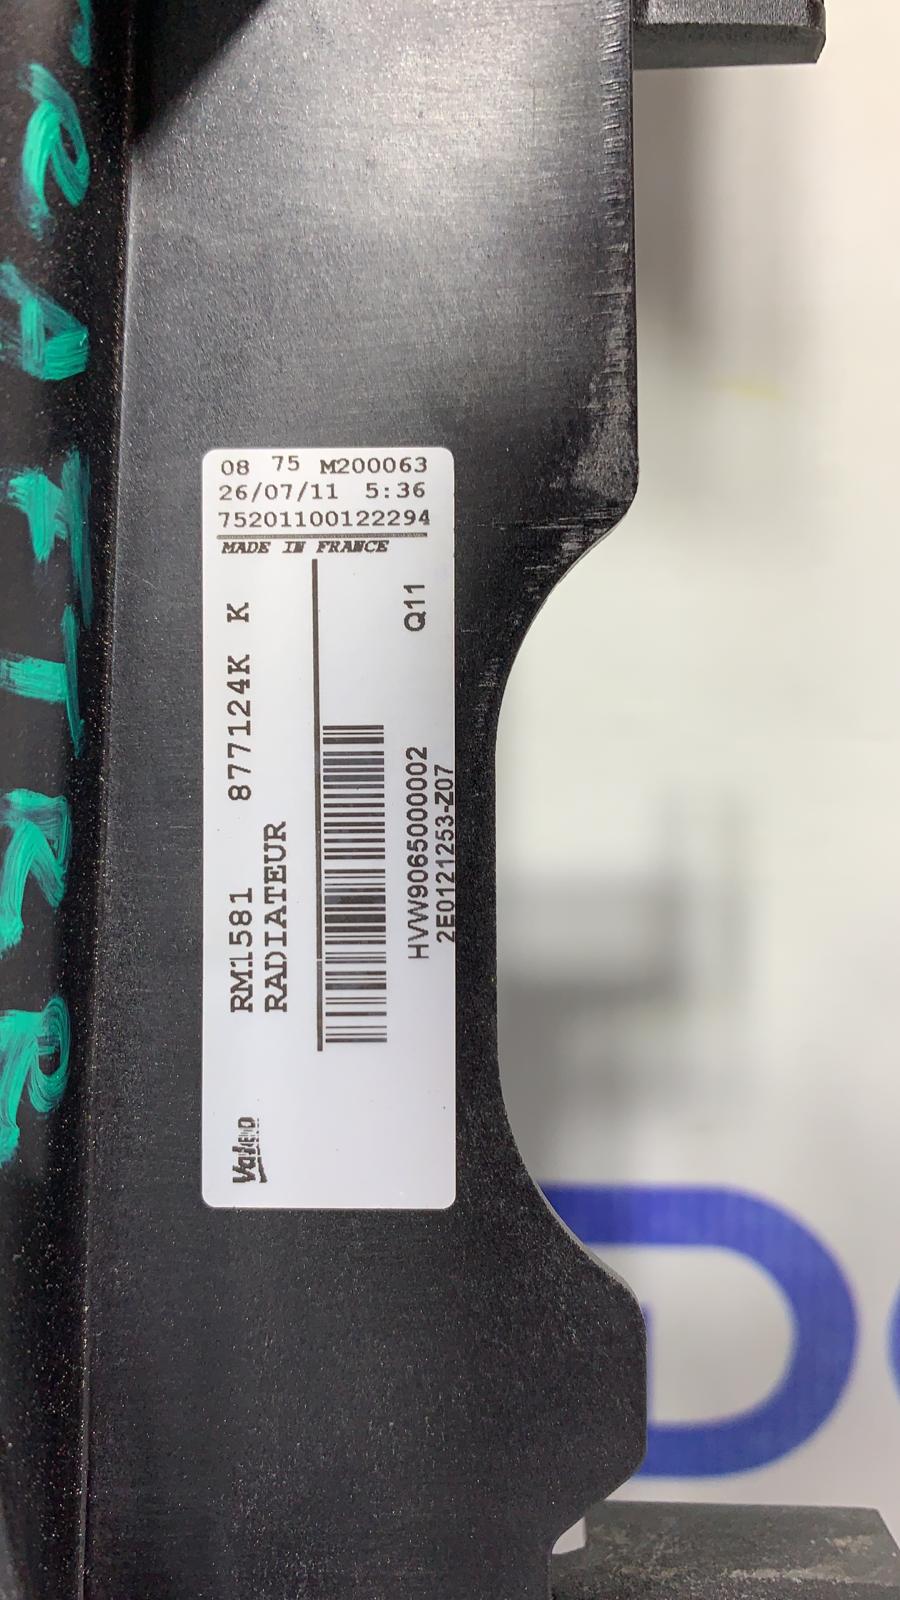 08 75 M200063
26/07/11 5:36
75201100122294
MADE IN FRANCE
RM1581 877124K K
RADIATEUR
HVW9065000002 Q11
2E0121253-Z07
Valeo
CRAFTER